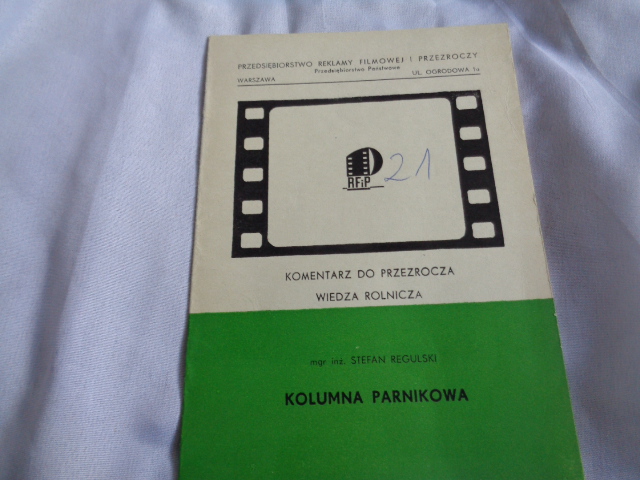 PRZEDSIĘBIORSTWO REKLAMY FILMOWEJ I PRZEZROCZY
Przedsiębiorstwo Państwowe
WARSZAWA UL. OGRODOWA 1a
RFiP 21
KOMENTARZ DO PRZEZROCZA
WIEDZA ROLNICZA
mgr inż. STEFAN REGULSKI
KOLUMNA PARNIKOWA